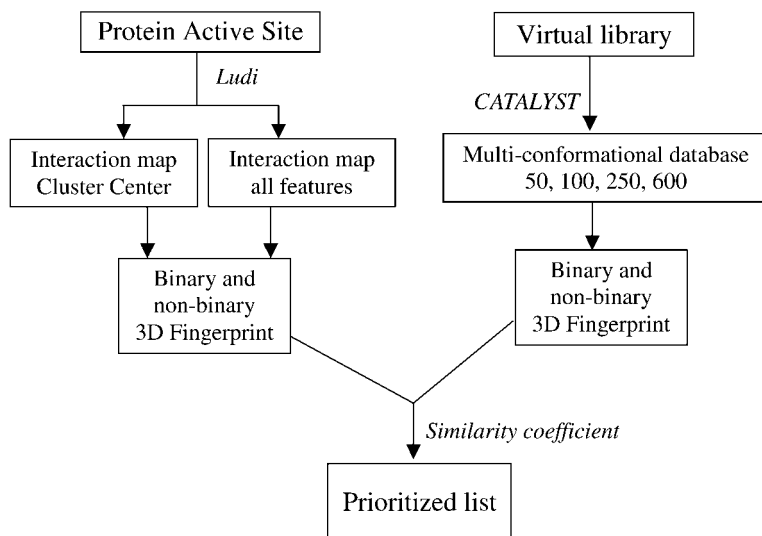 Protein Active Site
Virtual library
Ludi
CATALYST
Interaction map
Cluster Center
Interaction map
all features
Multi-conformational database
50, 100, 250, 600
Binary and
non-binary
3D Fingerprint
Binary and
non-binary
3D Fingerprint
Similarity coefficient
Prioritized list